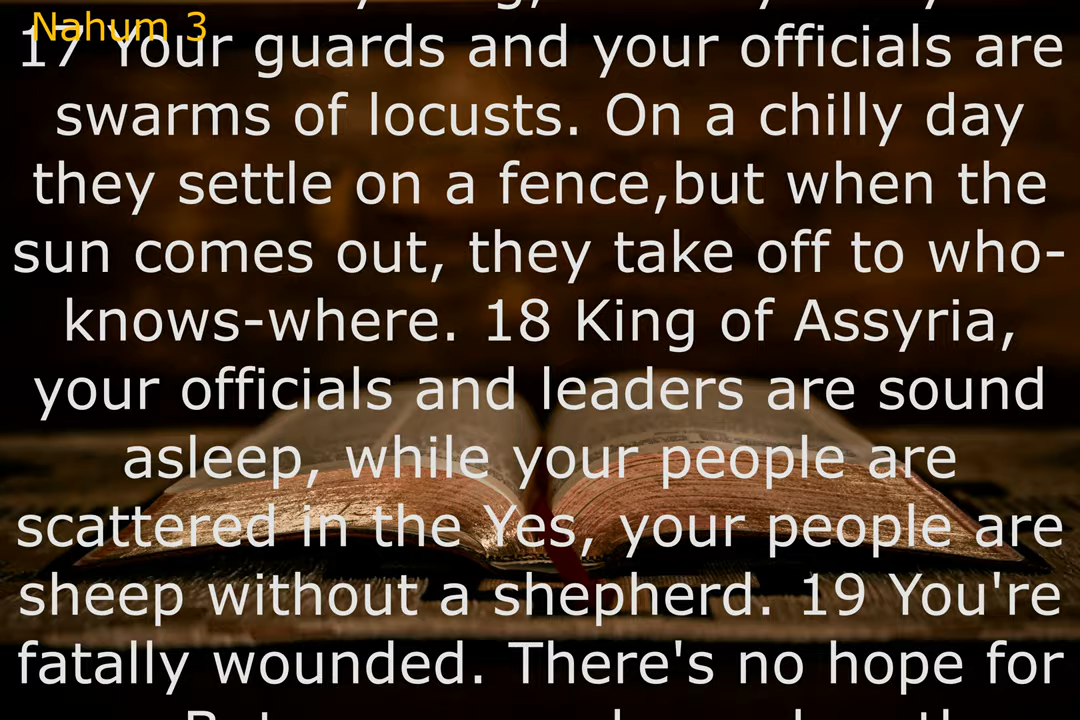 Nahum 3
17 Your guards and your officials are
swarms of locusts. On a chilly day
they settle on a fence,but when the
sun comes out, they take off to who-
knows-where. 18 King of Assyria,
your officials and leaders are sound
asleep, while your people are
scattered in the Yes, your people are
sheep without a shepherd. 19 You're
fatally wounded. There's no hope for